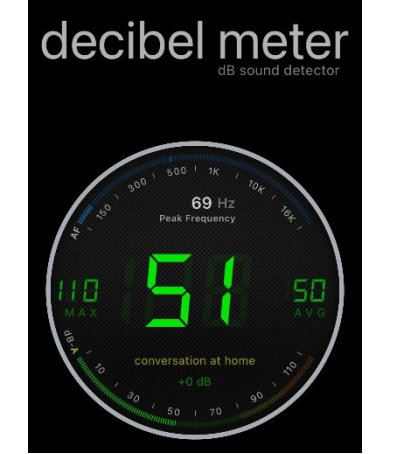 decibel meter
dB sound detector
AF 150 300 500 1K 10K 16K
69 Hz
Peak Frequency
110 51 50
MAX AVG
conversation at home
+0 dB
dB-A 10 30 50 70 90 110